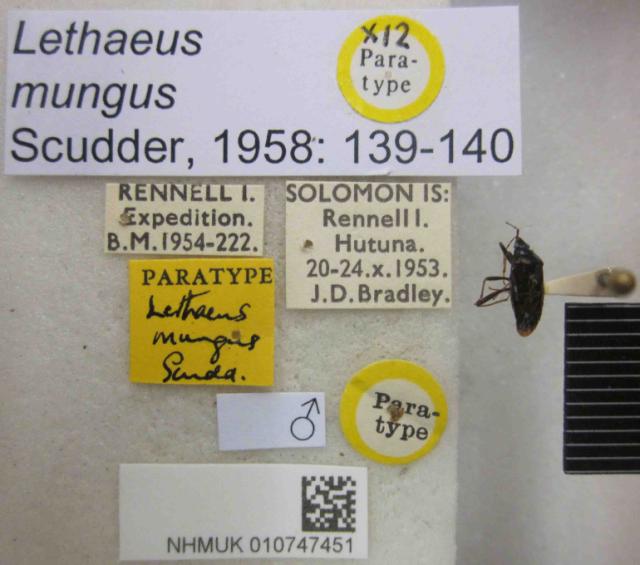 Lethaeus
mungus
Scudder, 1958: 139-140
X12
Para-
type
RENNELL I.
Expedition.
B.M.1954-222.
SOLOMON IS:
Rennell I.
Hutuna.
20-24.x.1953.
J.D.Bradley.
PARATYPE
Lethaeus
mungus
Scudd.
♂
Para-
type
NHMUK 010747451